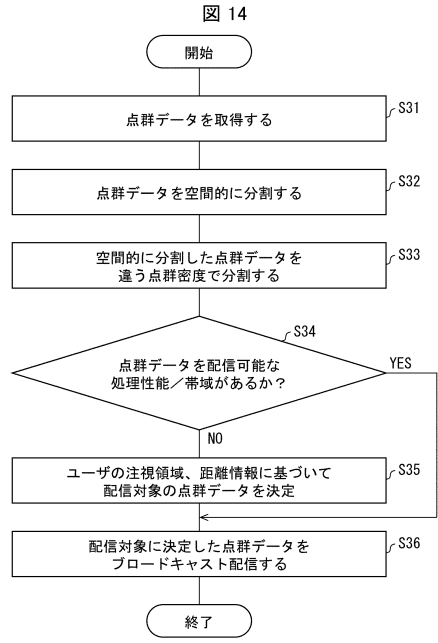 図 14
開始
点群データを取得する
S31
点群データを空間的に分割する
S32
空間的に分割した点群データを
違う点群密度で分割する
S33
S34
点群データを配信可能な
処理性能／帯域があるか？
YES
NO
ユーザの注視領域、距離情報に基づいて
配信対象の点群データを決定
S35
配信対象に決定した点群データを
ブロードキャスト配信する
S36
終了